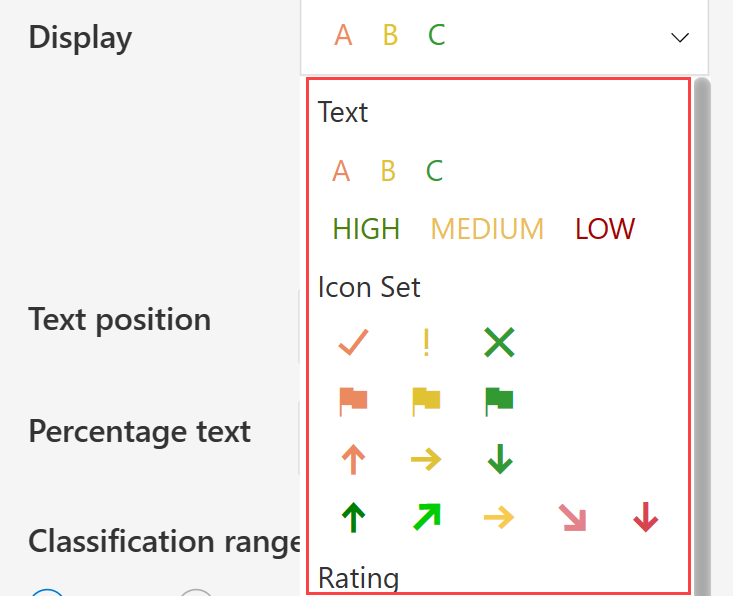 Display
A B C
Text
A B C
HIGH MEDIUM LOW
Icon Set
!
Text position
Percentage text
Classification range
Rating